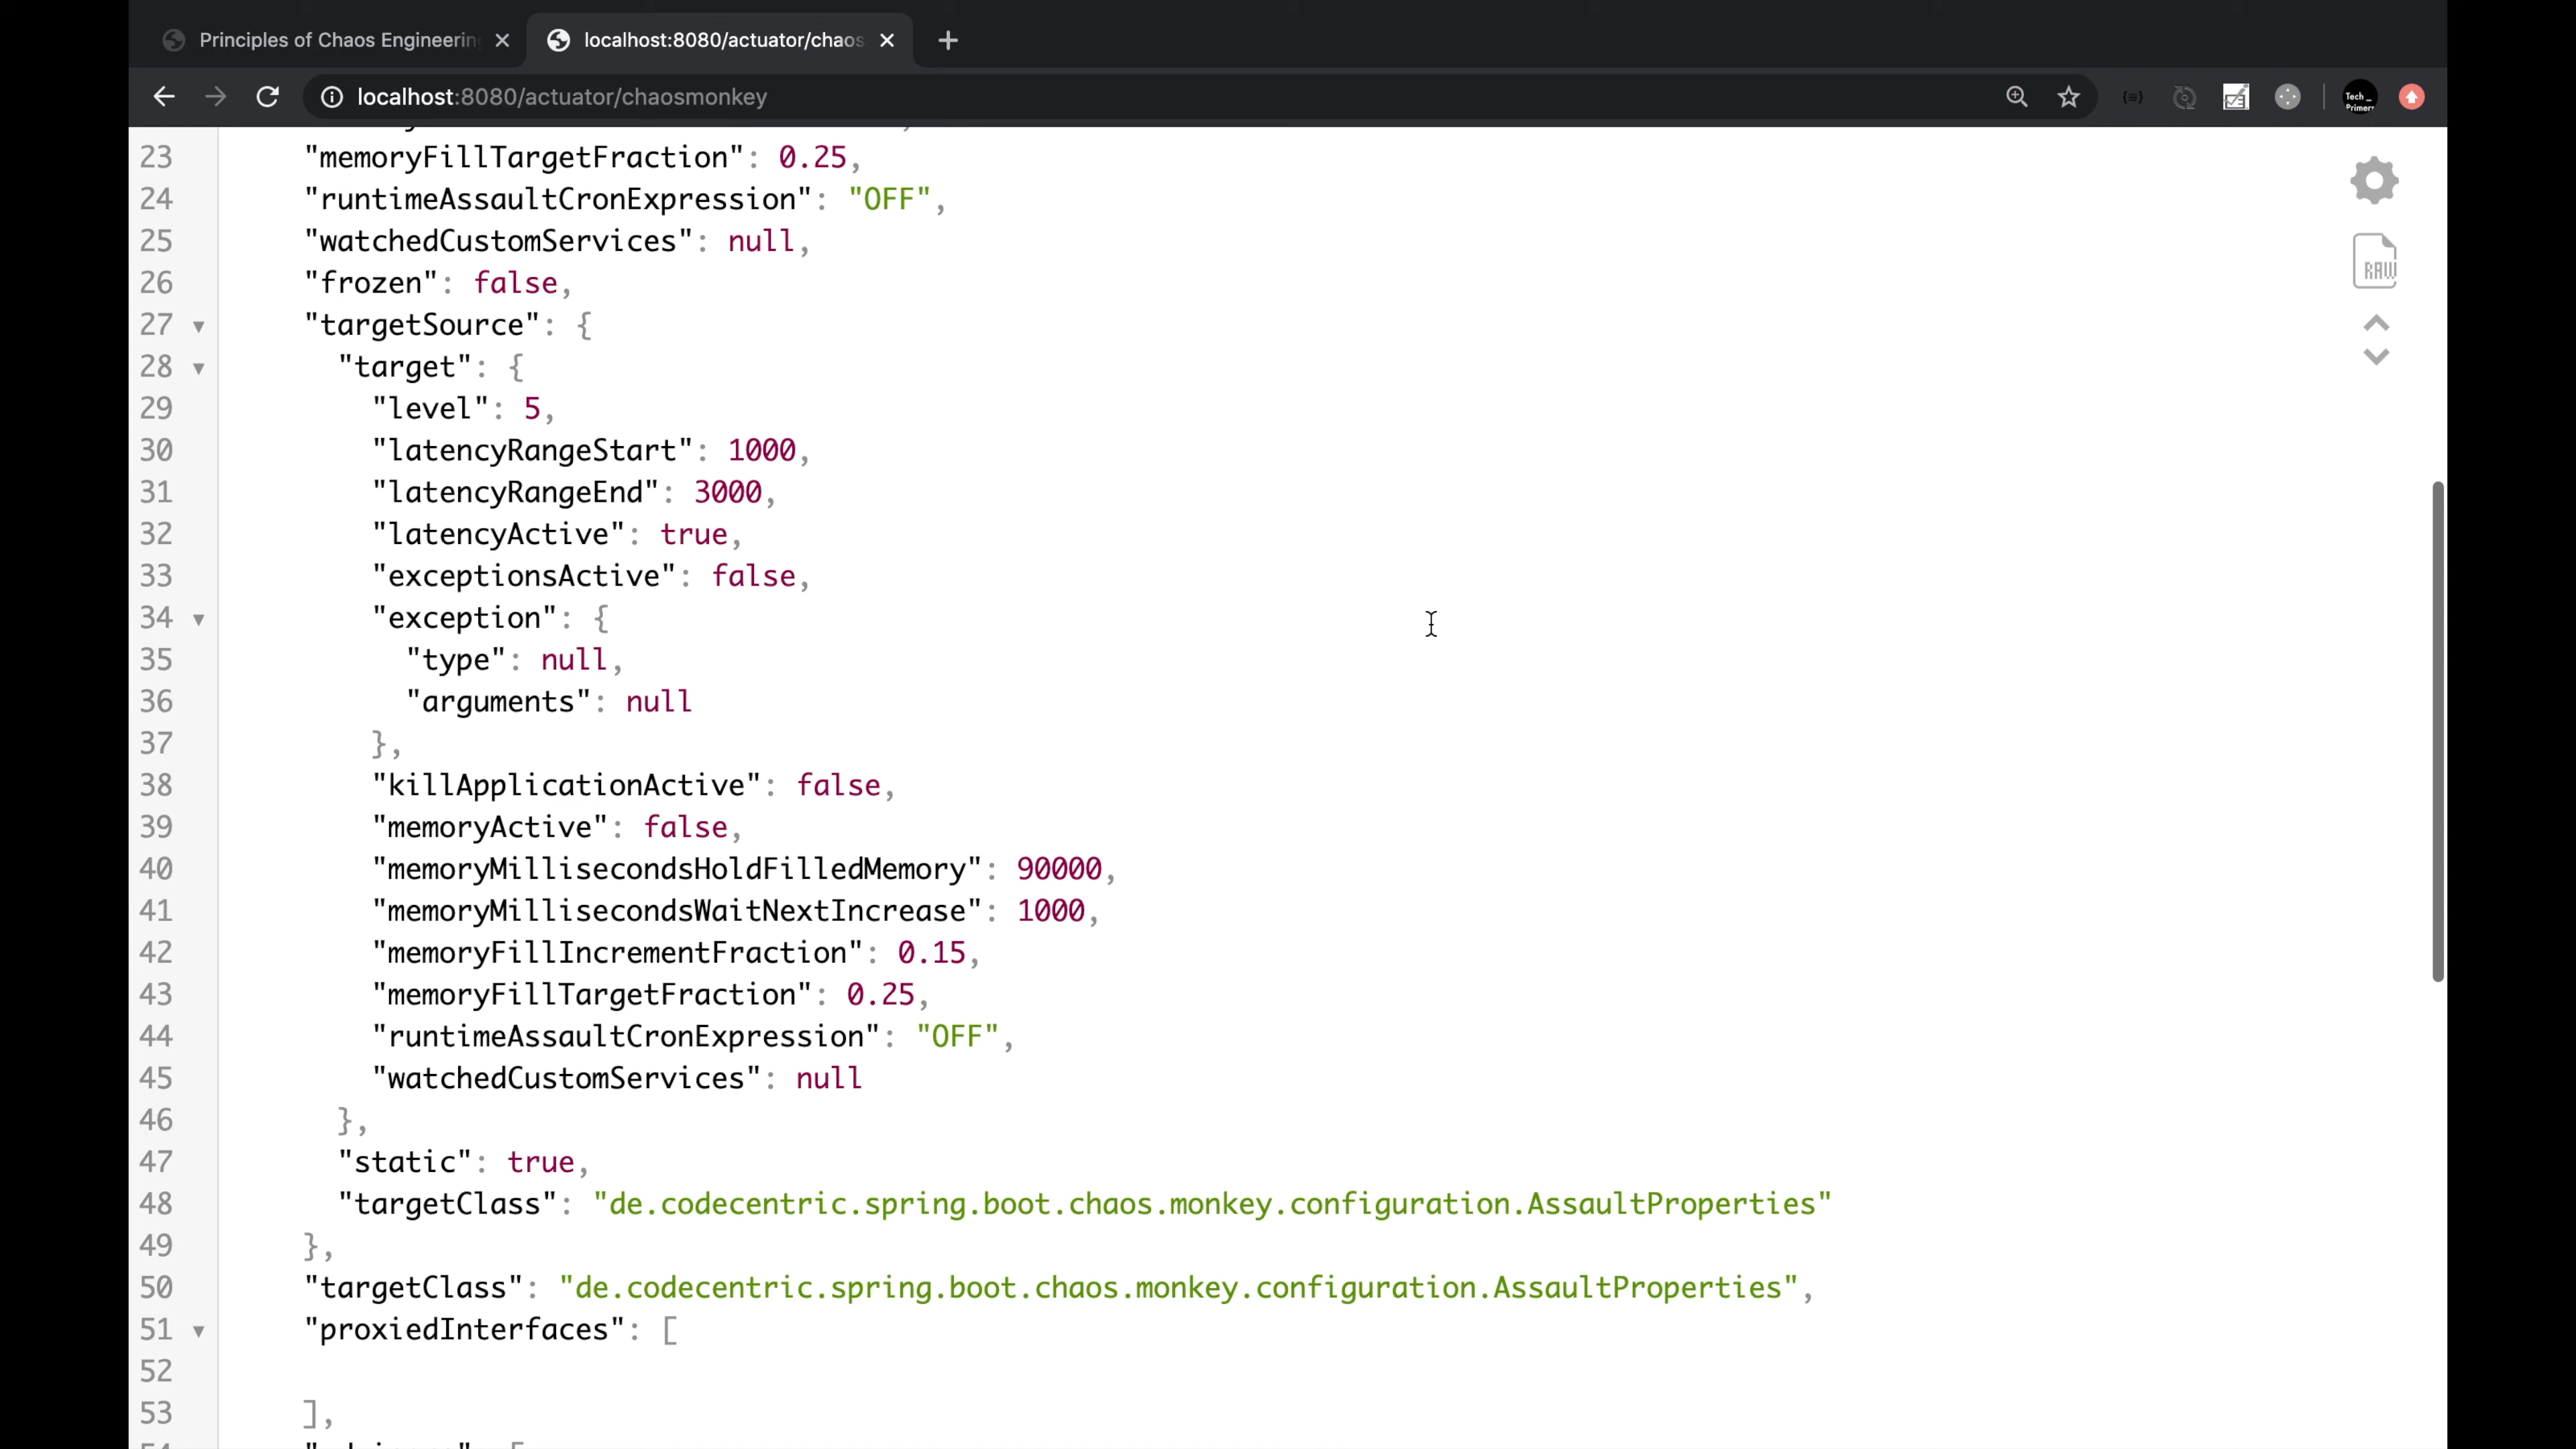 Principles of Chaos Engineerin
localhost:8080/actuator/chaos
localhost:8080/actuator/chaosmonkey
Tech_
Primers
23 "memoryFillTargetFraction": 0.25,
24 "runtimeAssaultCronExpression": "OFF",
25 "watchedCustomServices": null,
26 "frozen": false,
27 "targetSource": {
28 "target": {
29 "level": 5,
30 "latencyRangeStart": 1000,
31 "latencyRangeEnd": 3000,
32 "latencyActive": true,
33 "exceptionsActive": false,
34 "exception": {
35 "type": null,
36 "arguments": null
37 },
38 "killApplicationActive": false,
39 "memoryActive": false,
40 "memoryMillisecondsHoldFilledMemory": 90000,
41 "memoryMillisecondsWaitNextIncrease": 1000,
42 "memoryFillIncrementFraction": 0.15,
43 "memoryFillTargetFraction": 0.25,
44 "runtimeAssaultCronExpression": "OFF",
45 "watchedCustomServices": null
46 },
47 "static": true,
48 "targetClass": "de.codecentric.spring.boot.chaos.monkey.configuration.AssaultProperties"
49 },
50 "targetClass": "de.codecentric.spring.boot.chaos.monkey.configuration.AssaultProperties",
51 "proxiedInterfaces": [
52
53 ],
RAW